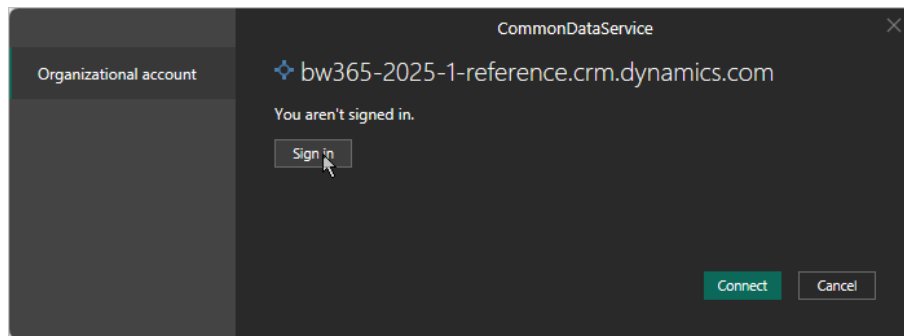 CommonDataService
Organizational account
bw365-2025-1-reference.crm.dynamics.com
You aren't signed in.
Sign in
Connect
Cancel